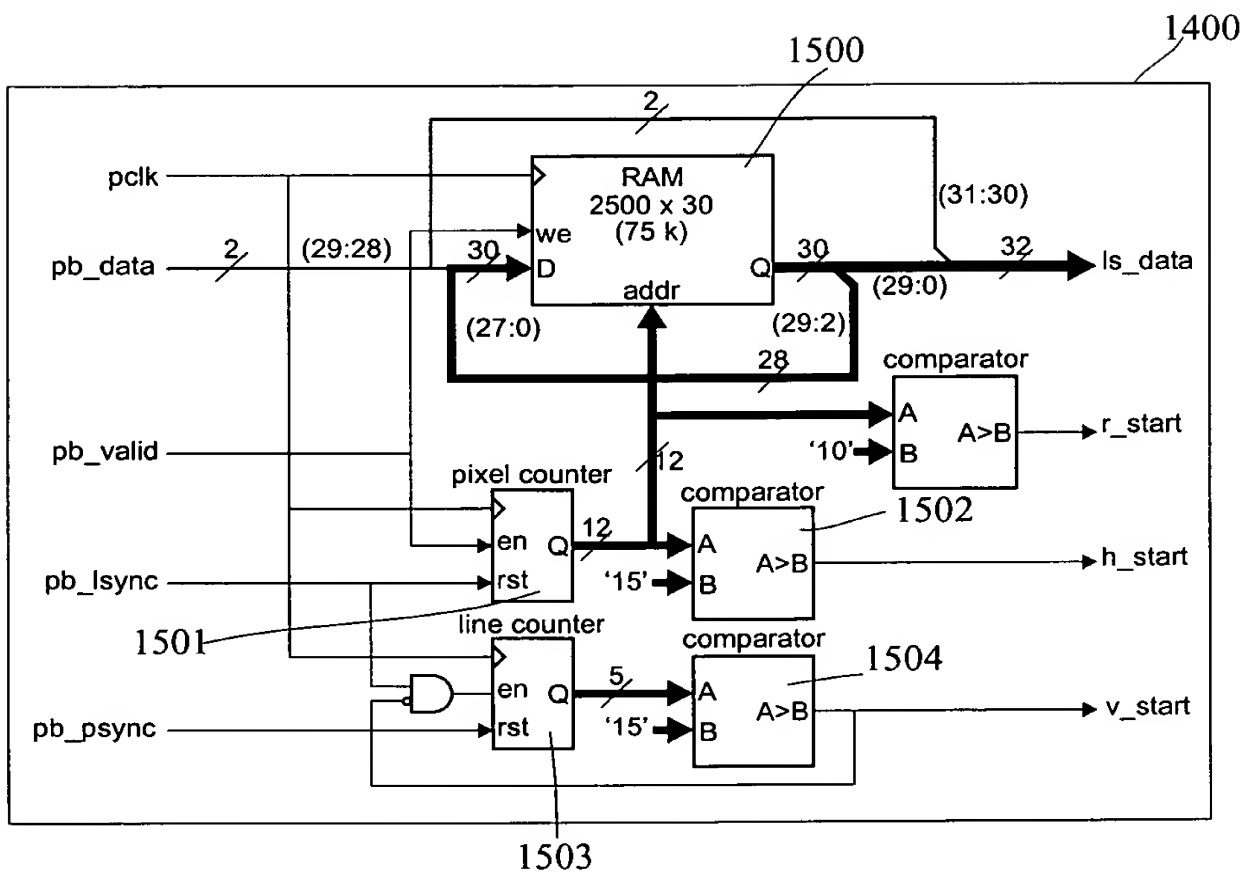 1400
1500
2
pclk
RAM
2500 x 30
(75 k)
(31:30)
we
pb_data
2
(29:28)
30
D
Q
30
32
ls_data
(29:0)
addr
(27:0)
(29:2)
28
comparator
A
A>B
r_start
'10'
B
pb_valid
12
pixel counter
comparator
1502
12
en
Q
A
A>B
h_start
pb_lsync
rst
'15'
B
1501
line counter
comparator
1504
5
en
Q
A
A>B
v_start
pb_psync
rst
'15'
B
1503